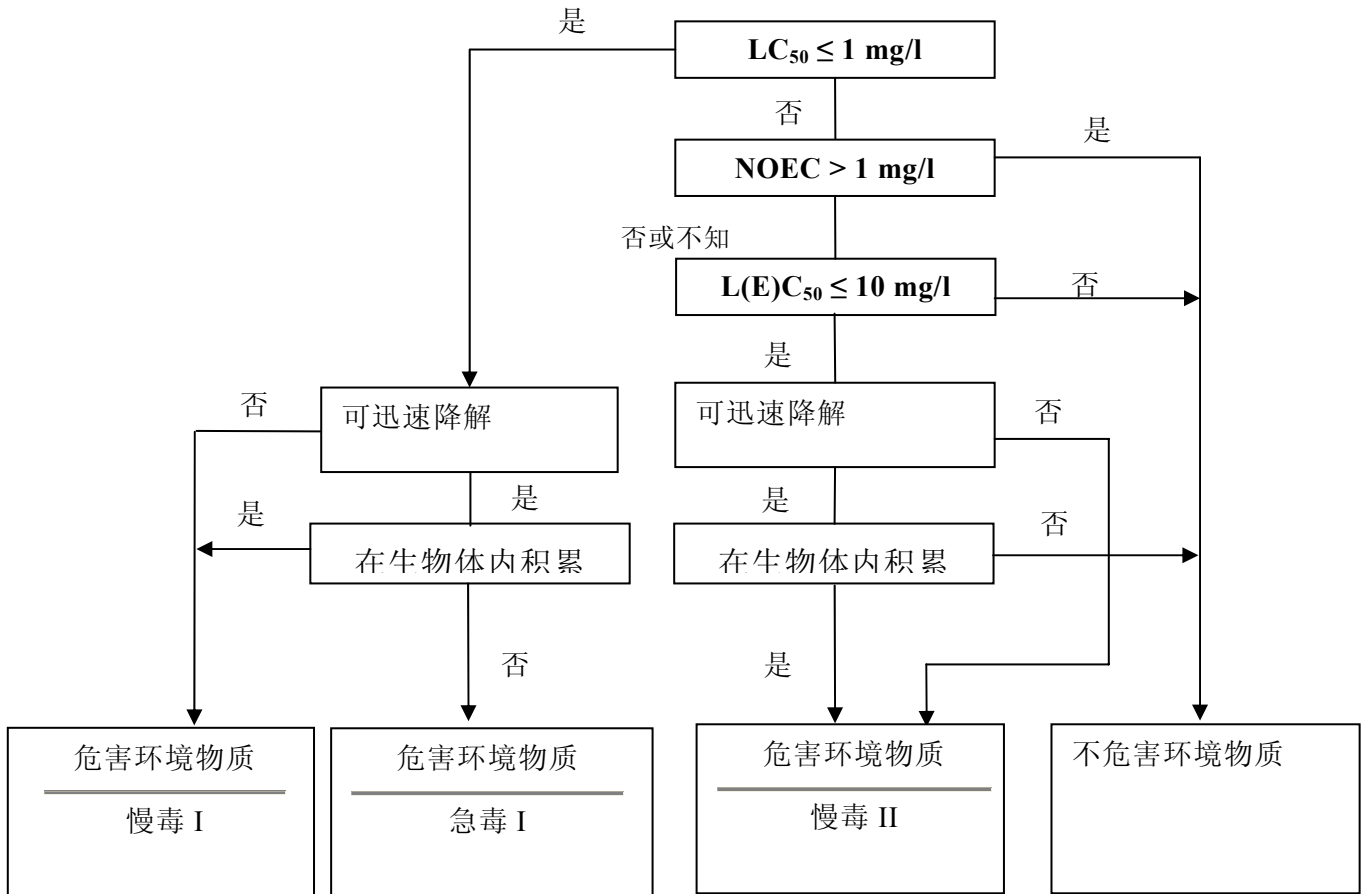 是
LC₅₀ ≤ 1 mg/l
否
是
NOEC > 1 mg/l
否或不知
L(E)C₅₀ ≤ 10 mg/l
否
是
否
可迅速降解
可迅速降解
否
是
是
是
否
在生物体内积累
在生物体内积累
否
是
危害环境物质
慢毒 I
危害环境物质
急毒 I
危害环境物质
慢毒 II
不危害环境物质